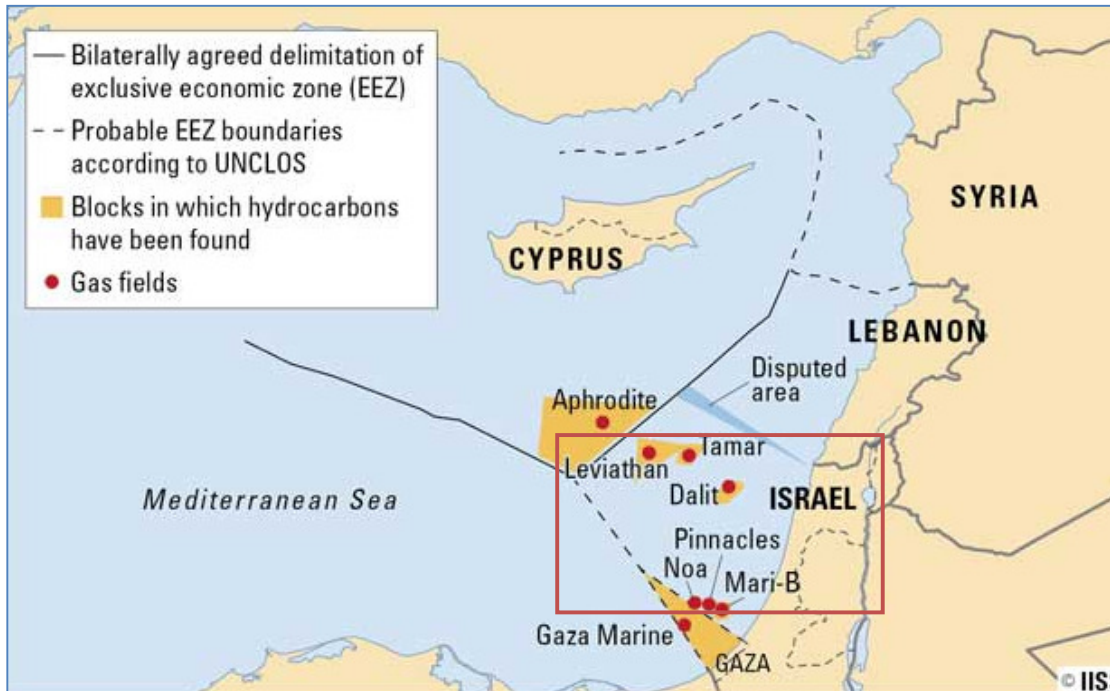 Bilaterally agreed delimitation of
exclusive economic zone (EEZ)
Probable EEZ boundaries
according to UNCLOS
Blocks in which hydrocarbons
have been found
Gas fields
SYRIA
CYPRUS
LEBANON
Disputed
area
Aphrodite
Tamar
Leviathan
Dalit
ISRAEL
Mediterranean Sea
Pinnacles
Noa
Mari-B
Gaza Marine
GAZA
© IIS